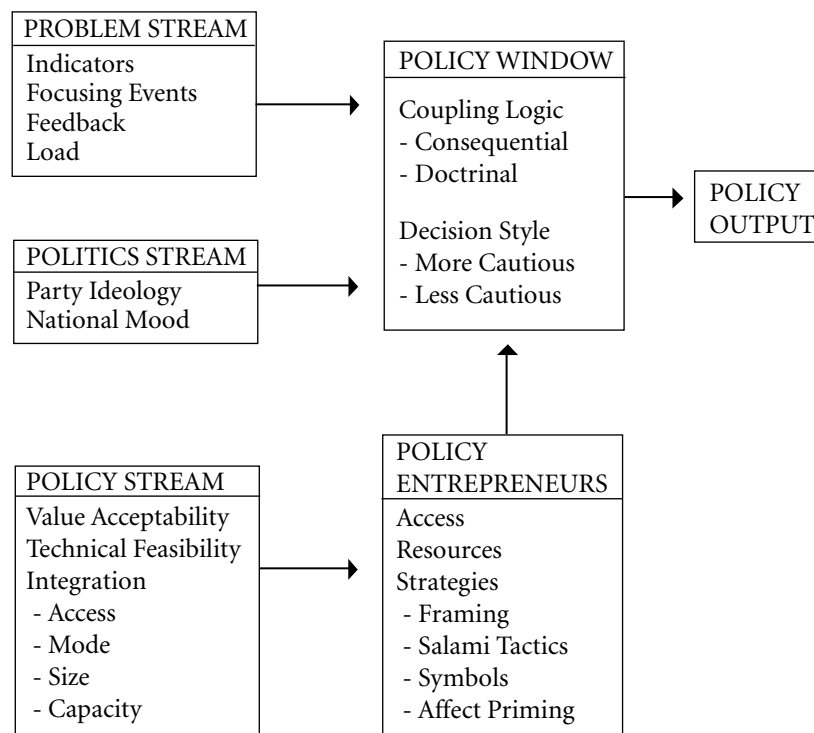 PROBLEM STREAM
Indicators
Focusing Events
Feedback
Load
POLITICS STREAM
Party Ideology
National Mood
POLICY STREAM
Value Acceptability
Technical Feasibility
Integration
- Access
- Mode
- Size
- Capacity
POLICY WINDOW
Coupling Logic
- Consequential
- Doctrinal
Decision Style
- More Cautious
- Less Cautious
POLICY
ENTREPRENEURS
Access
Resources
Strategies
- Framing
- Salami Tactics
- Symbols
- Affect Priming
POLICY
OUTPUT